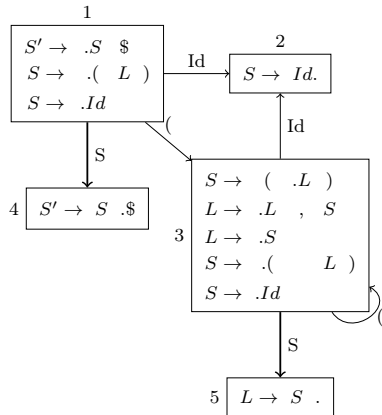 1
S′ → .S $
S → .( L )
S → .Id
Id
2
S → Id.
(
Id
S
4
S′ → S .$
3
S → ( .L )
L → .L , S
L → .S
S → .( L )
S → .Id
(
S
5
L → S .